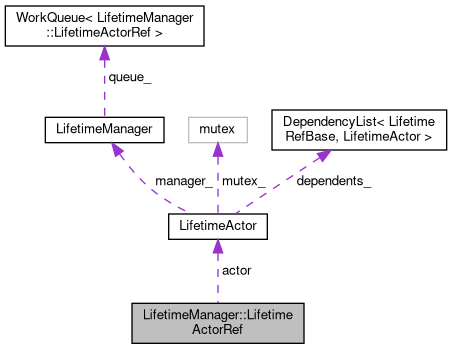 WorkQueue< LifetimeManager
::LifetimeActorRef >
queue_
LifetimeManager
mutex
DependencyList< Lifetime
RefBase, LifetimeActor >
manager_
mutex_
dependents_
LifetimeActor
actor
LifetimeManager::Lifetime
ActorRef